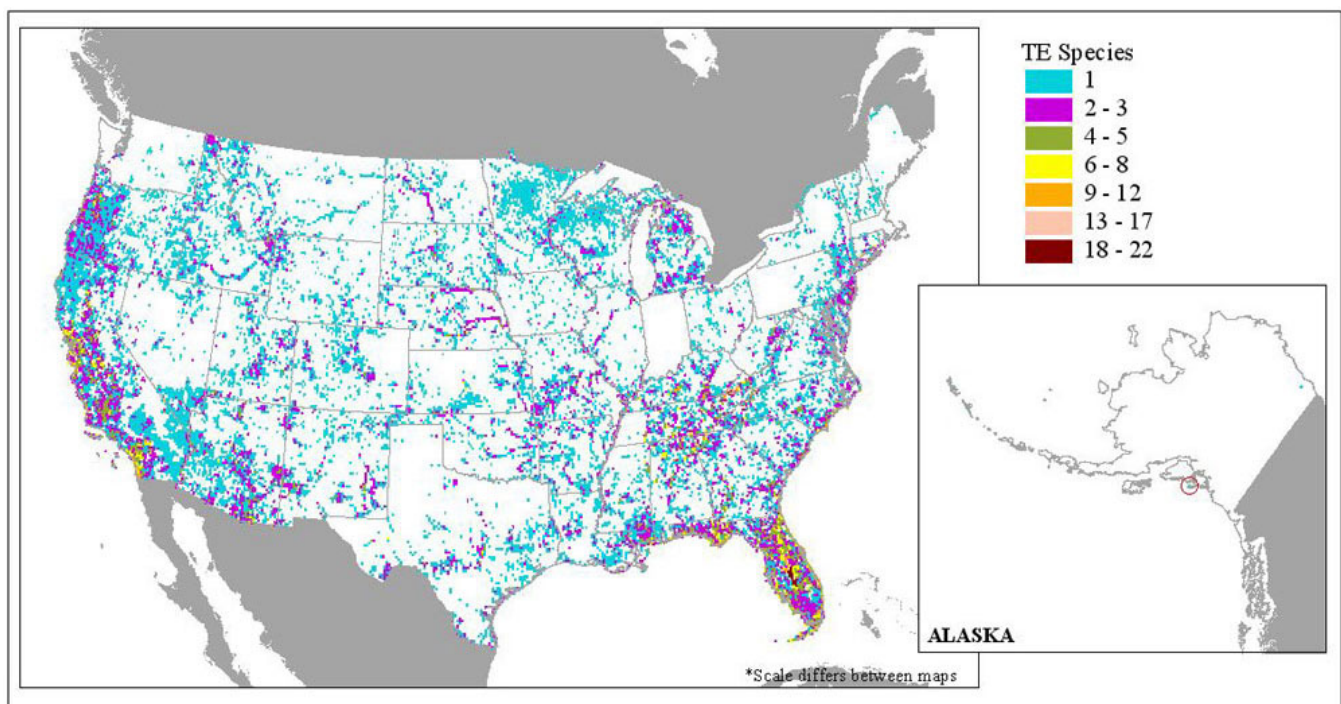 TE Species
1
2 - 3
4 - 5
6 - 8
9 - 12
13 - 17
18 - 22
ALASKA
*Scale differs between maps